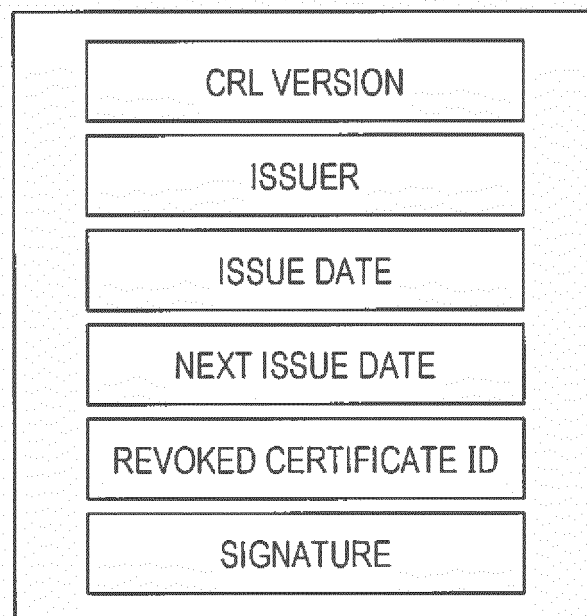 CRL VERSION
ISSUER
ISSUE DATE
NEXT ISSUE DATE
REVOKED CERTIFICATE ID
SIGNATURE